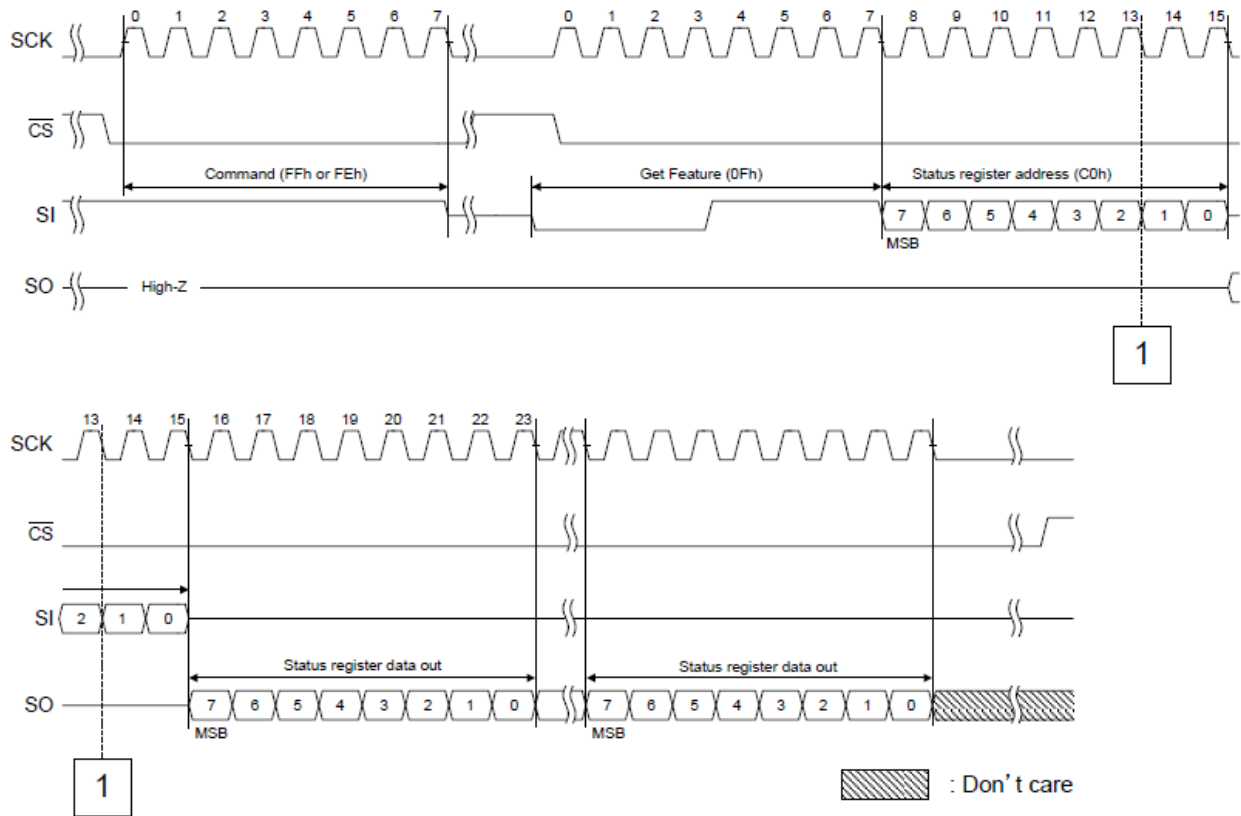 0 1 2 3 4 5 6 7 0 1 2 3 4 5 6 7 8 9 10 11 12 13 14 15
SCK
CS
Command (FFh or FEh) Get Feature (0Fh) Status register address (C0h)
SI 7 6 5 4 3 2 1 0
MSB
SO High-Z
1
13 14 15 16 17 18 19 20 21 22 23
SCK
CS
SI 2 1 0
Status register data out Status register data out
SO 7 6 5 4 3 2 1 0 7 6 5 4 3 2 1 0
MSB MSB
1
: Don't care